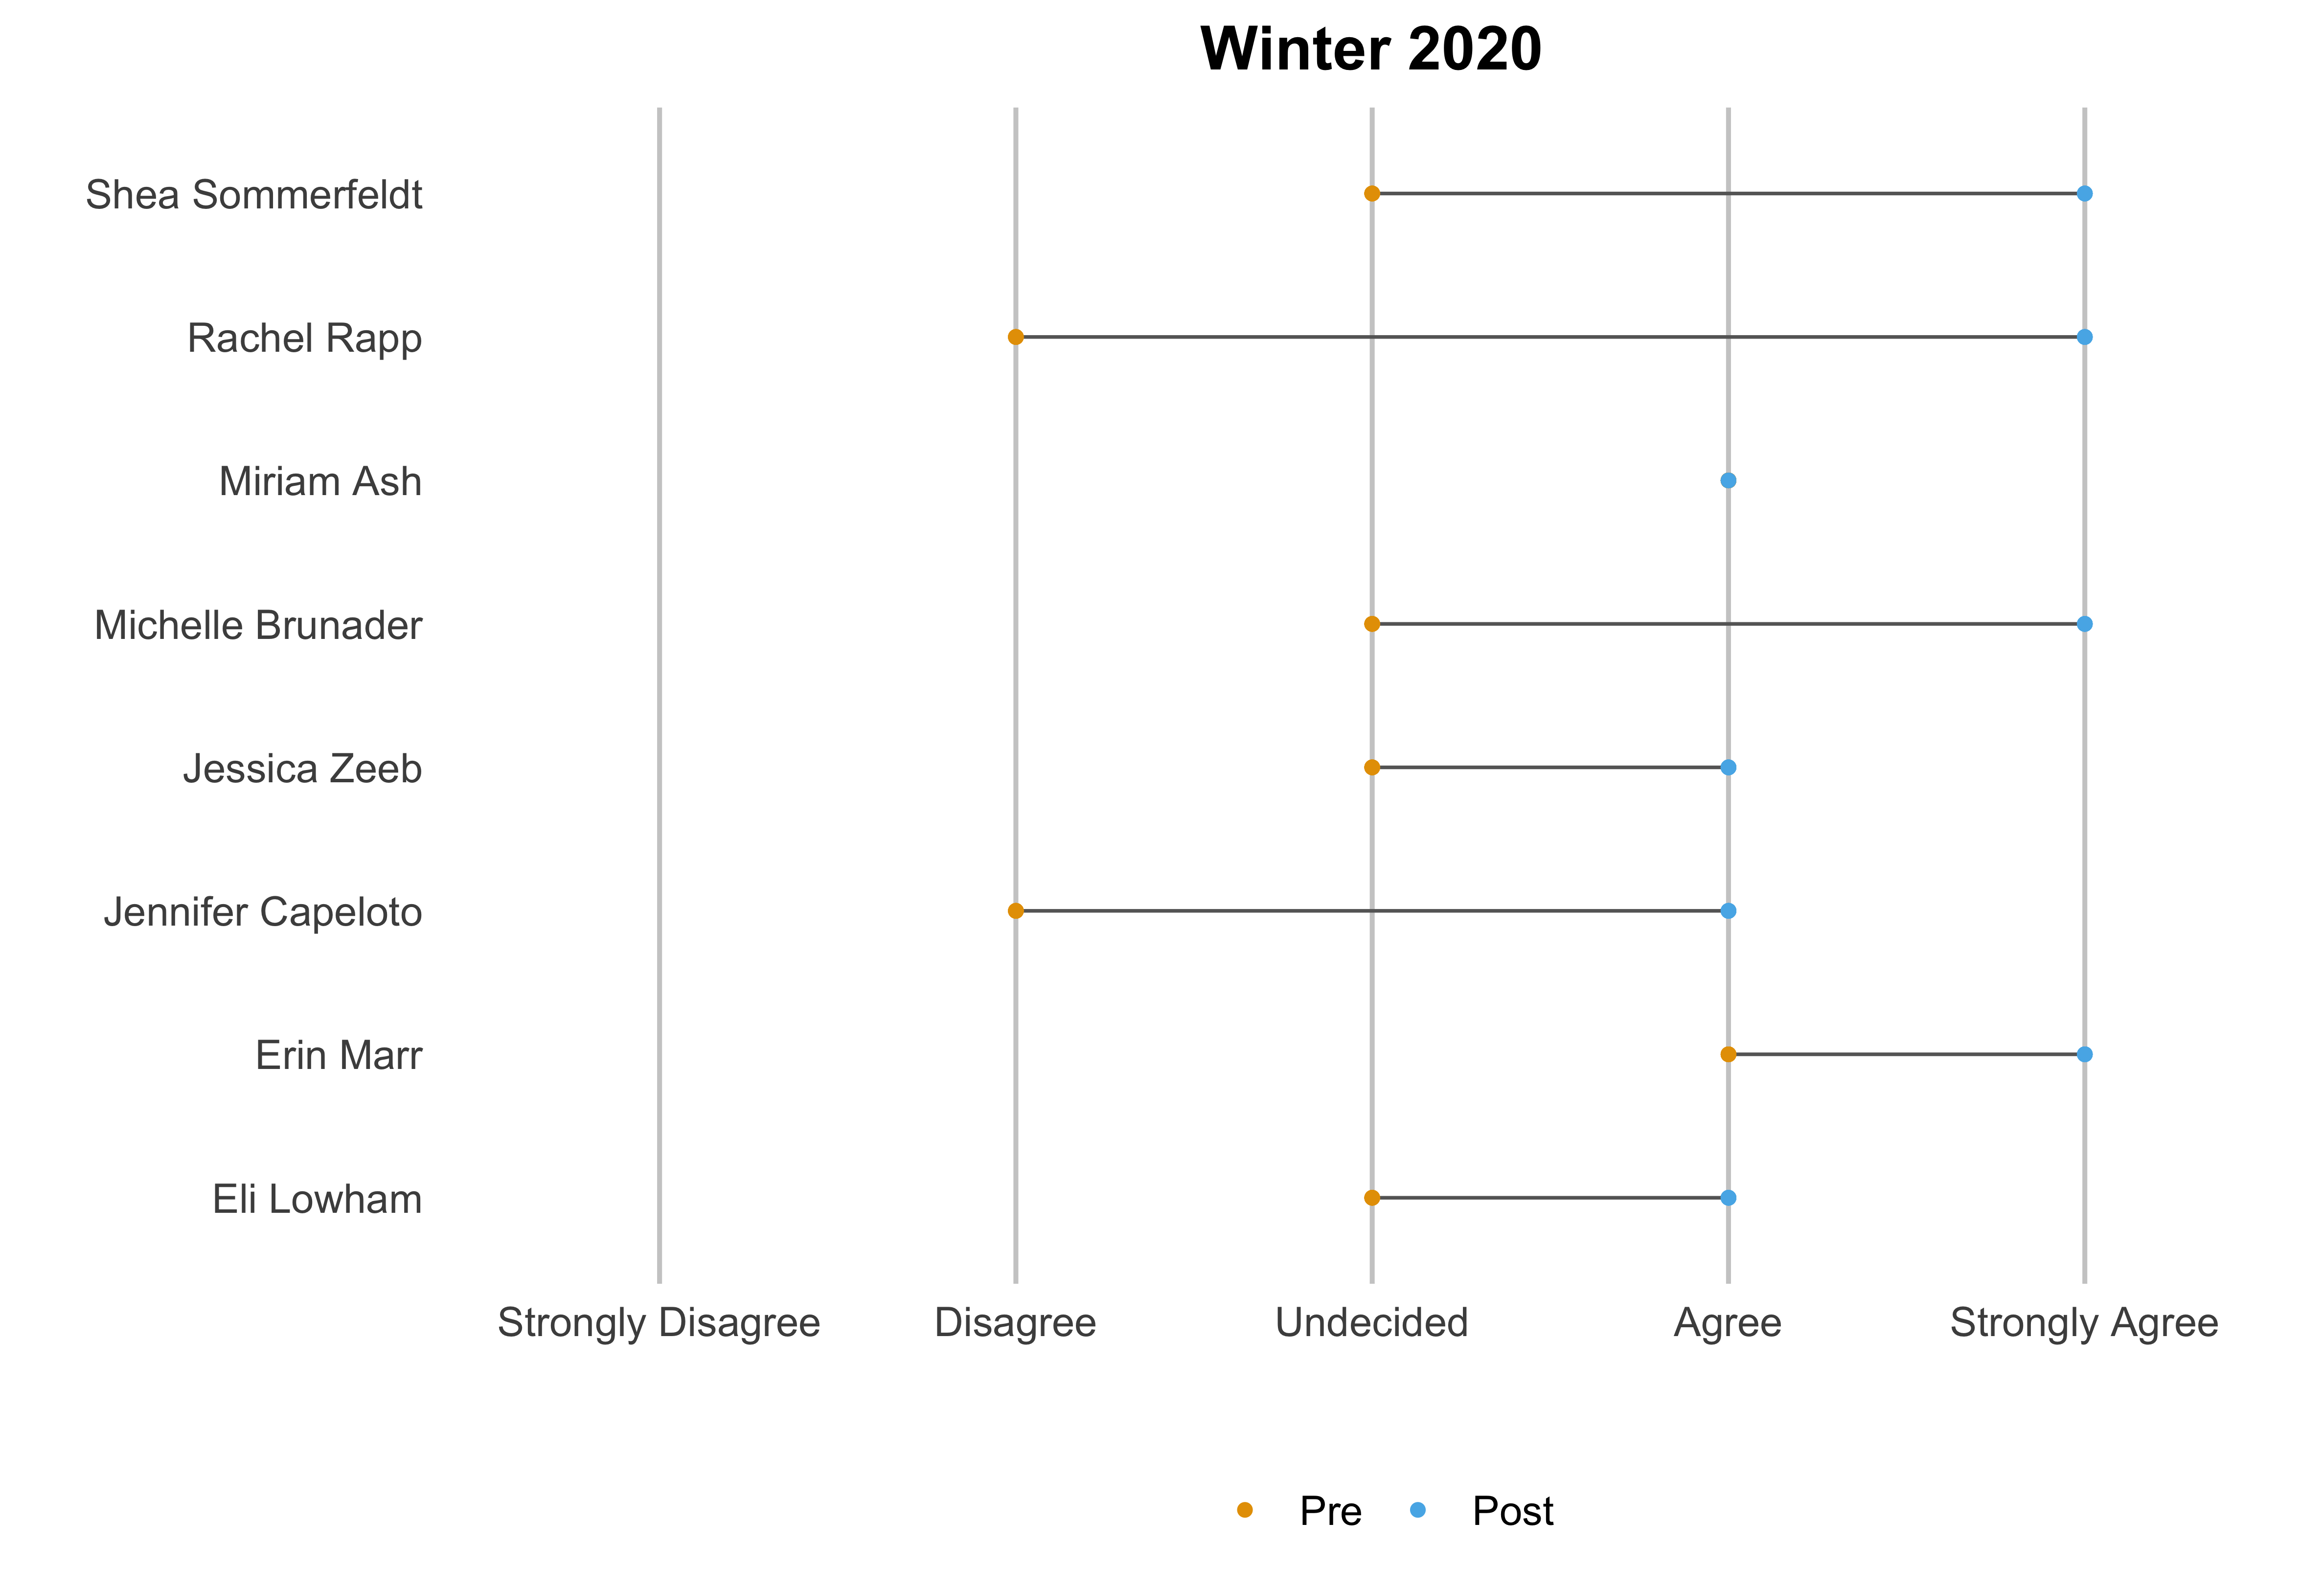 Winter 2020
Shea Sommerfeldt
Rachel Rapp
Miriam Ash
Michelle Brunader
Jessica Zeeb
Jennifer Capeloto
Erin Marr
Eli Lowham
Strongly Disagree Disagree Undecided Agree Strongly Agree
Pre Post